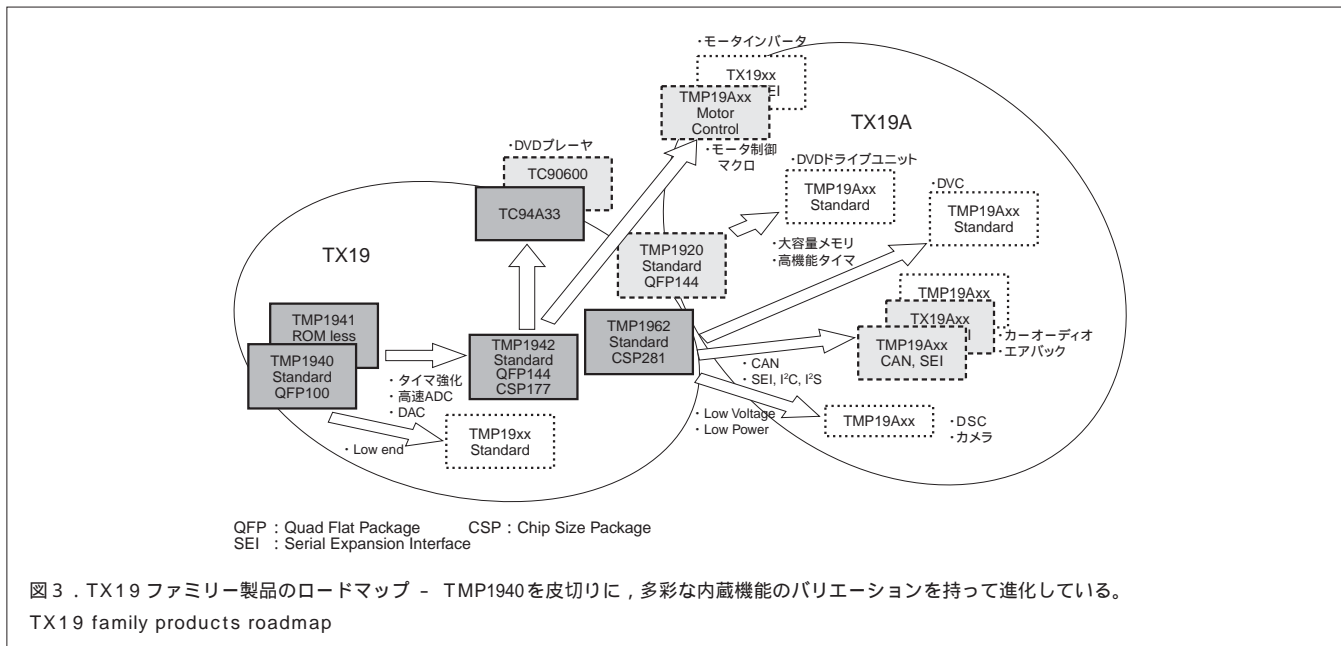 ・モータインバータ
TX19xx
EI
TMP19Axx
Motor
Control
TX19A
・DVDプレーヤ
TC90600
・モータ制御
マクロ
・DVDドライブユニット
TC94A33
TMP19Axx
Standard
・DVC
TMP19Axx
Standard
TX19
TMP1920
Standard
QFP144
・大容量メモリ
・高機能タイマ
TMP19Axx
TMP1941
ROM less
TX19Axx
I
TMP1940
Standard
QFP100
TMP1942
Standard
QFP144
CSP177
TMP1962
Standard
CSP281
TMP19Axx
CAN, SEI
・カーオーディオ
・エアバック
・CAN
・SEI, I²C, I²S
・タイマ強化
・高速ADC
・DAC
・Low Voltage
・Low Power
TMP19Axx
・DSC
・カメラ
・Low end
TMP19xx
Standard
QFP : Quad Flat Package CSP : Chip Size Package
SEI : Serial Expansion Interface
図3．TX19 ファミリー製品のロードマップ － TMP1940を皮切りに，多彩な内蔵機能のバリエーションを持って進化している。
TX19 family products roadmap